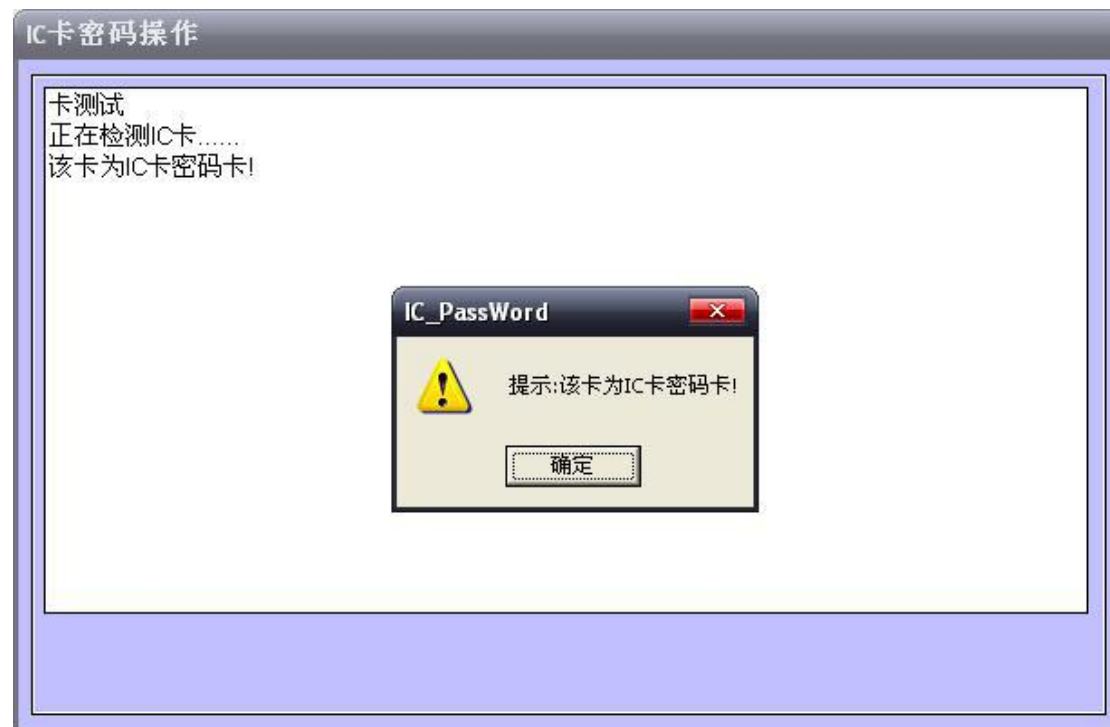 IC卡密码操作
卡测试
正在检测IC卡......
该卡为IC卡密码卡!
IC_PassWord
提示:该卡为IC卡密码卡!
确定